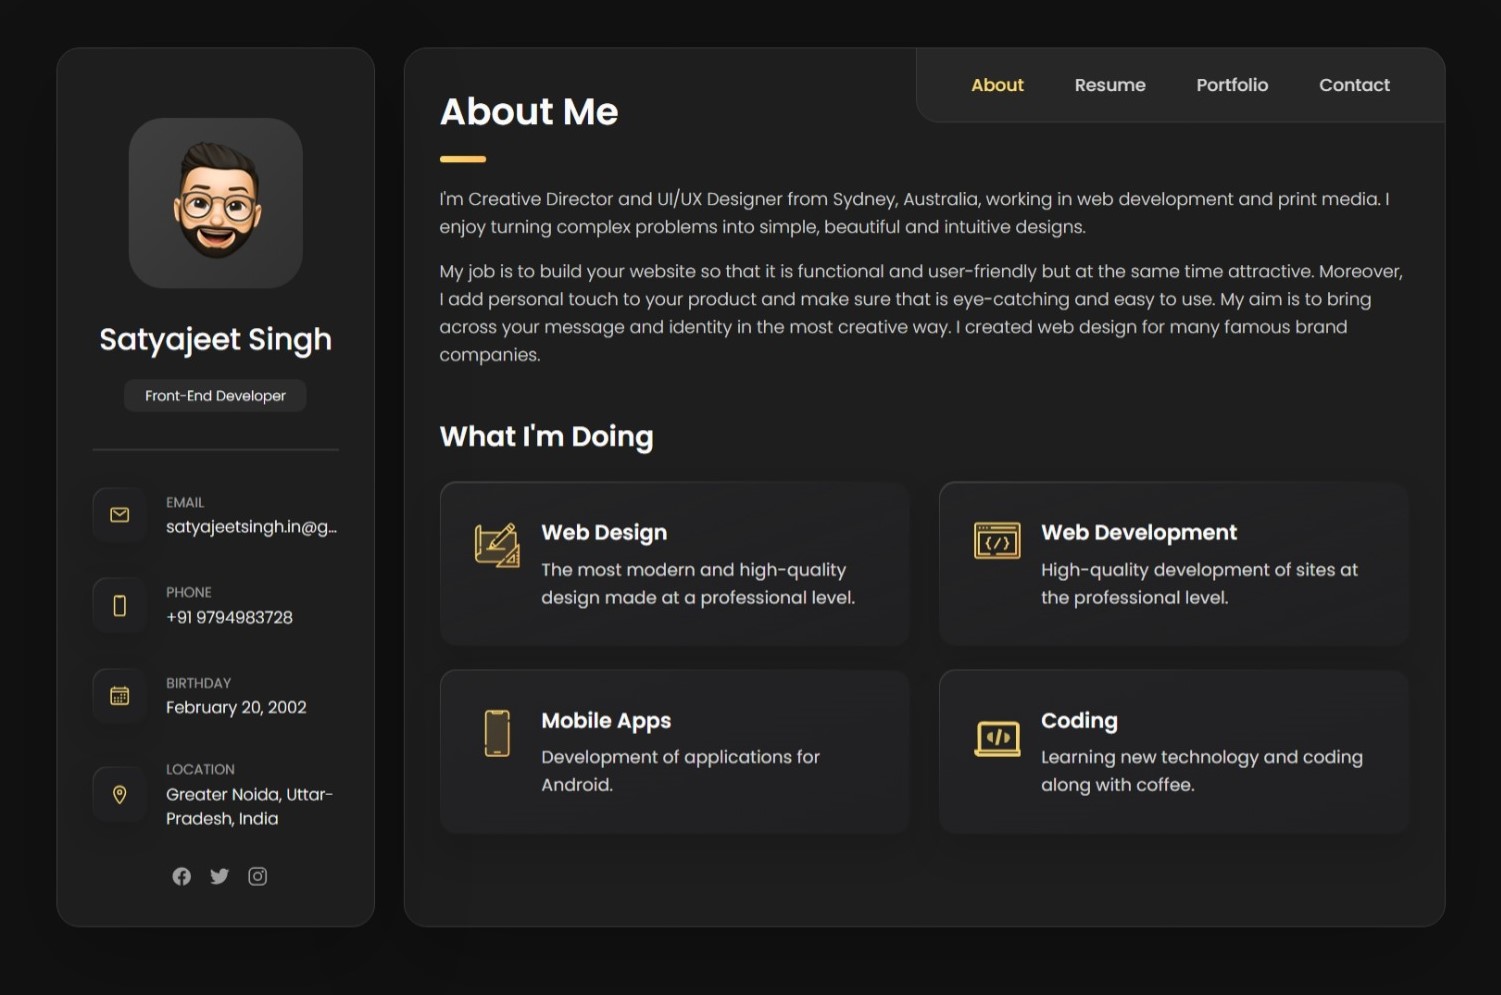 Satyajeet Singh
Front-End Developer
EMAIL
satyajeetsingh.in@g...
PHONE
+91 9794983728
BIRTHDAY
February 20, 2002
LOCATION
Greater Noida, Uttar-
Pradesh, India
About Resume Portfolio Contact
About Me
I'm Creative Director and UI/UX Designer from Sydney, Australia, working in web development and print media. I
enjoy turning complex problems into simple, beautiful and intuitive designs.
My job is to build your website so that it is functional and user-friendly but at the same time attractive. Moreover,
I add personal touch to your product and make sure that is eye-catching and easy to use. My aim is to bring
across your message and identity in the most creative way. I created web design for many famous brand
companies.
What I'm Doing
Web Design
The most modern and high-quality
design made at a professional level.
Web Development
High-quality development of sites at
the professional level.
Mobile Apps
Development of applications for
Android.
Coding
Learning new technology and coding
along with coffee.